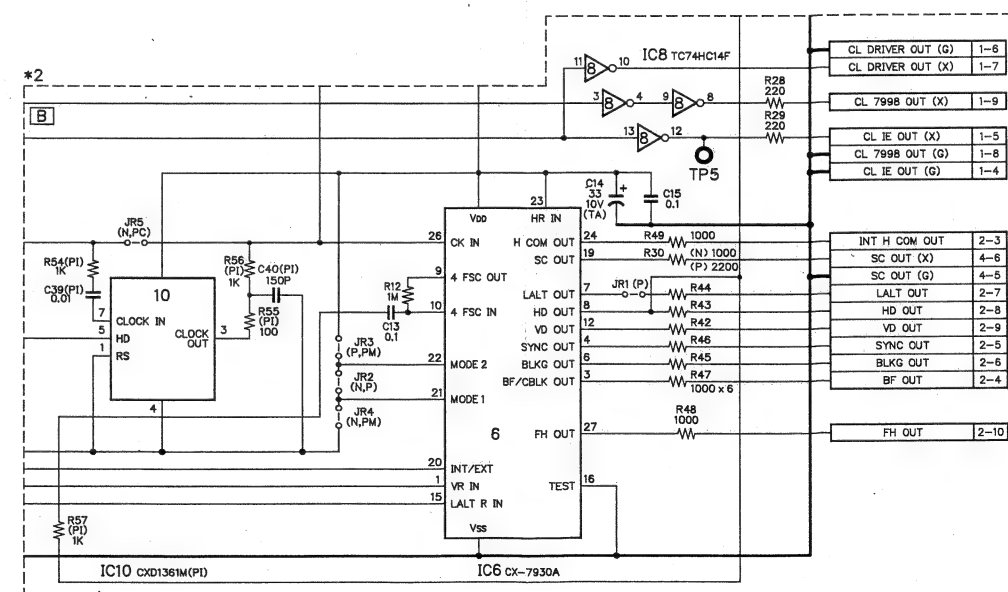 *2
B
11
8
10
IC8 TC74HC14F
3
8
4
9
8
8
R28
220
R29
220
13
8
12
TP5
CL DRIVER OUT (G) 1-6
CL DRIVER OUT (X) 1-7
CL 7998 OUT (X) 1-9
CL IE OUT (X) 1-5
CL 7998 OUT (G) 1-8
CL IE OUT (G) 1-4
C14
33
10V
(TA)
+
C15
0.1
JR5
(N,PC)
R54(PI)
1K
C39(PI)
0.01
R56
(PI)
1K
C40(PI)
150P
R55
(PI)
100
10
7
CLOCK IN
5
HD
1
RS
CLOCK
OUT
3
4
R12
1M
C13
0.1
JR3
(P,PM)
JR2
(N,P)
JR4
(N,PM)
R57
(PI)
1K
23
VDD
HR IN
26
CK IN
9
4 FSC OUT
10
4 FSC IN
22
MODE 2
21
MODE 1
20
INT/EXT
1
VR IN
15
LALT R IN
6
VSS
H COM OUT
24
R49
1000
SC OUT
19
R30
(N) 1000
(P) 2200
LALT OUT
7
JR1 (P)
R44
HD OUT
8
R43
VD OUT
12
R42
SYNC OUT
4
R46
BLKG OUT
6
R45
BF/CBLK OUT
3
R47
1000 x 6
FH OUT
27
R48
1000
TEST
16
INT H COM OUT 2-3
SC OUT (X) 4-6
SC OUT (G) 4-5
LALT OUT 2-7
HD OUT 2-8
VD OUT 2-9
SYNC OUT 2-5
BLKG OUT 2-6
BF OUT 2-4
FH OUT 2-10
IC10 CXD1361M(PI)
IC6 CX-7930A